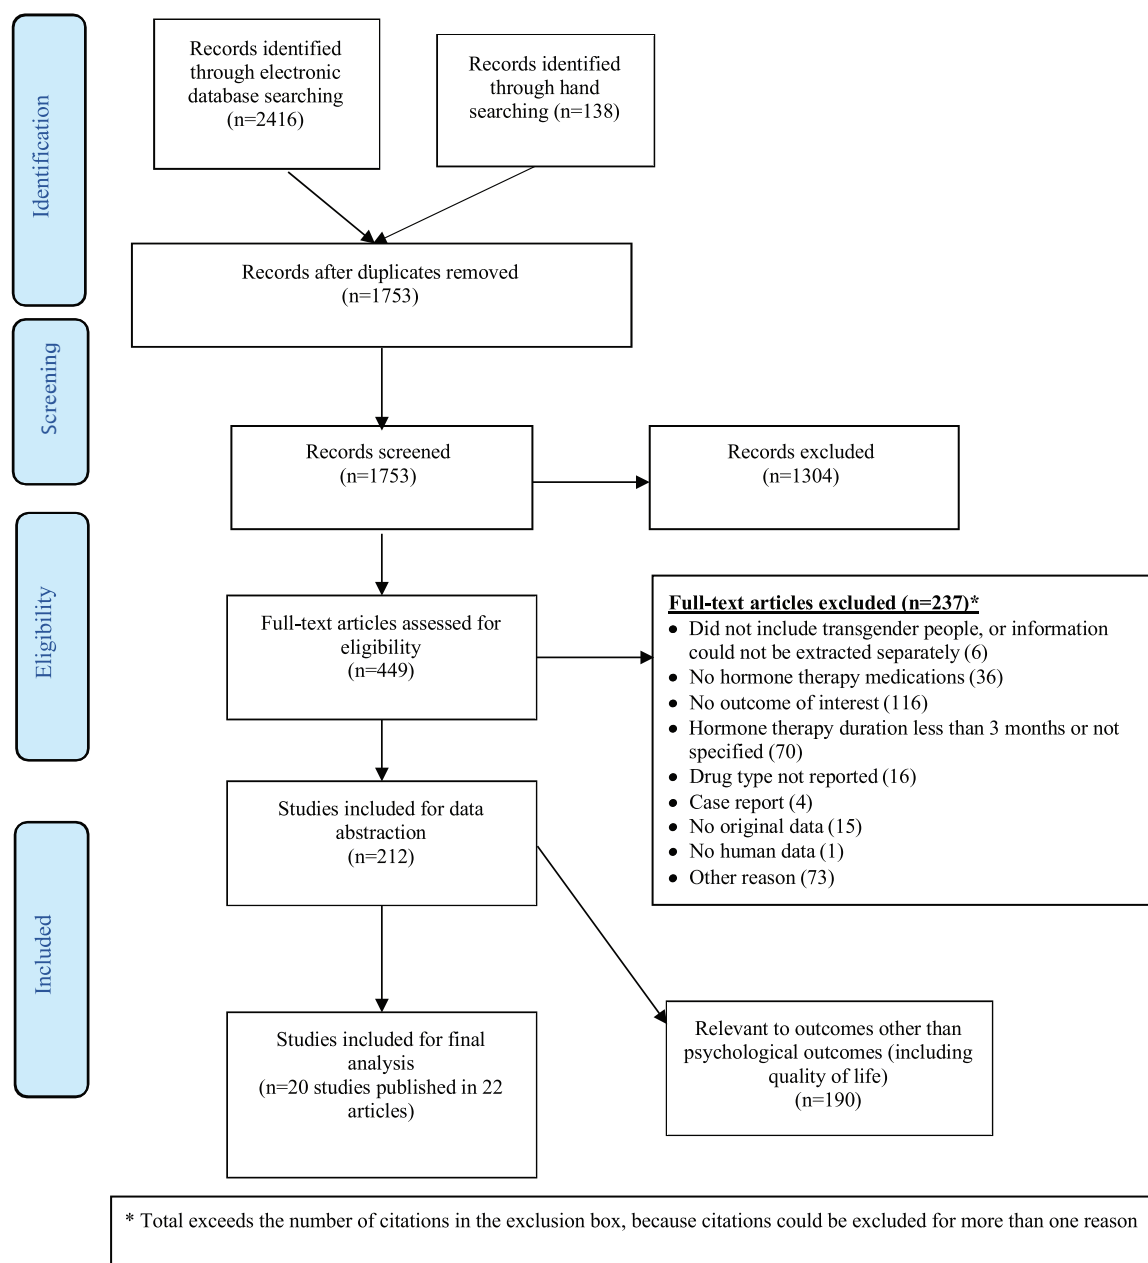 Identification
Records identified
through electronic
database searching
(n=2416)
Records identified
through hand
searching (n=138)
Records after duplicates removed
(n=1753)
Screening
Records screened
(n=1753)
Records excluded
(n=1304)
Eligibility
Full-text articles assessed for
eligibility
(n=449)
Full-text articles excluded (n=237)*
• Did not include transgender people, or information
could not be extracted separately (6)
• No hormone therapy medications (36)
• No outcome of interest (116)
• Hormone therapy duration less than 3 months or not
specified (70)
• Drug type not reported (16)
• Case report (4)
• No original data (15)
• No human data (1)
• Other reason (73)
Included
Studies included for data
abstraction
(n=212)
Studies included for final
analysis
(n=20 studies published in 22
articles)
Relevant to outcomes other than
psychological outcomes (including
quality of life)
(n=190)
* Total exceeds the number of citations in the exclusion box, because citations could be excluded for more than one reason